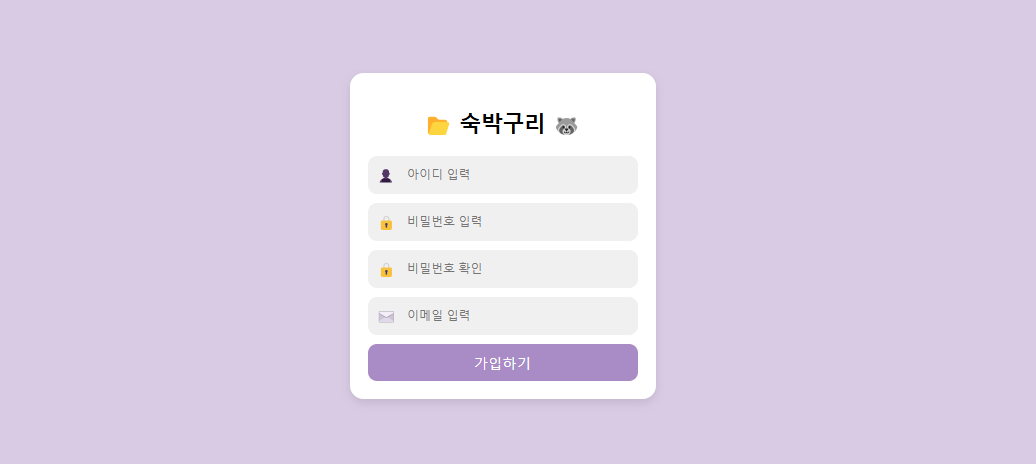 숙박구리
아이디 입력
비밀번호 입력
비밀번호 확인
이메일 입력
가입하기